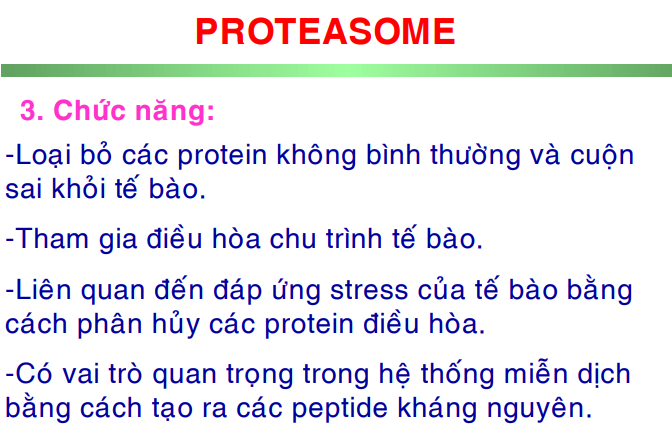 PROTEASOME
3. Chức năng:
-Loại bỏ các protein không bình thường và cuộn
sai khỏi tế bào.
-Tham gia điều hòa chu trình tế bào.
-Liên quan đến đáp ứng stress của tế bào bằng
cách phân hủy các protein điều hòa.
-Có vai trò quan trọng trong hệ thống miễn dịch
bằng cách tạo ra các peptide kháng nguyên.